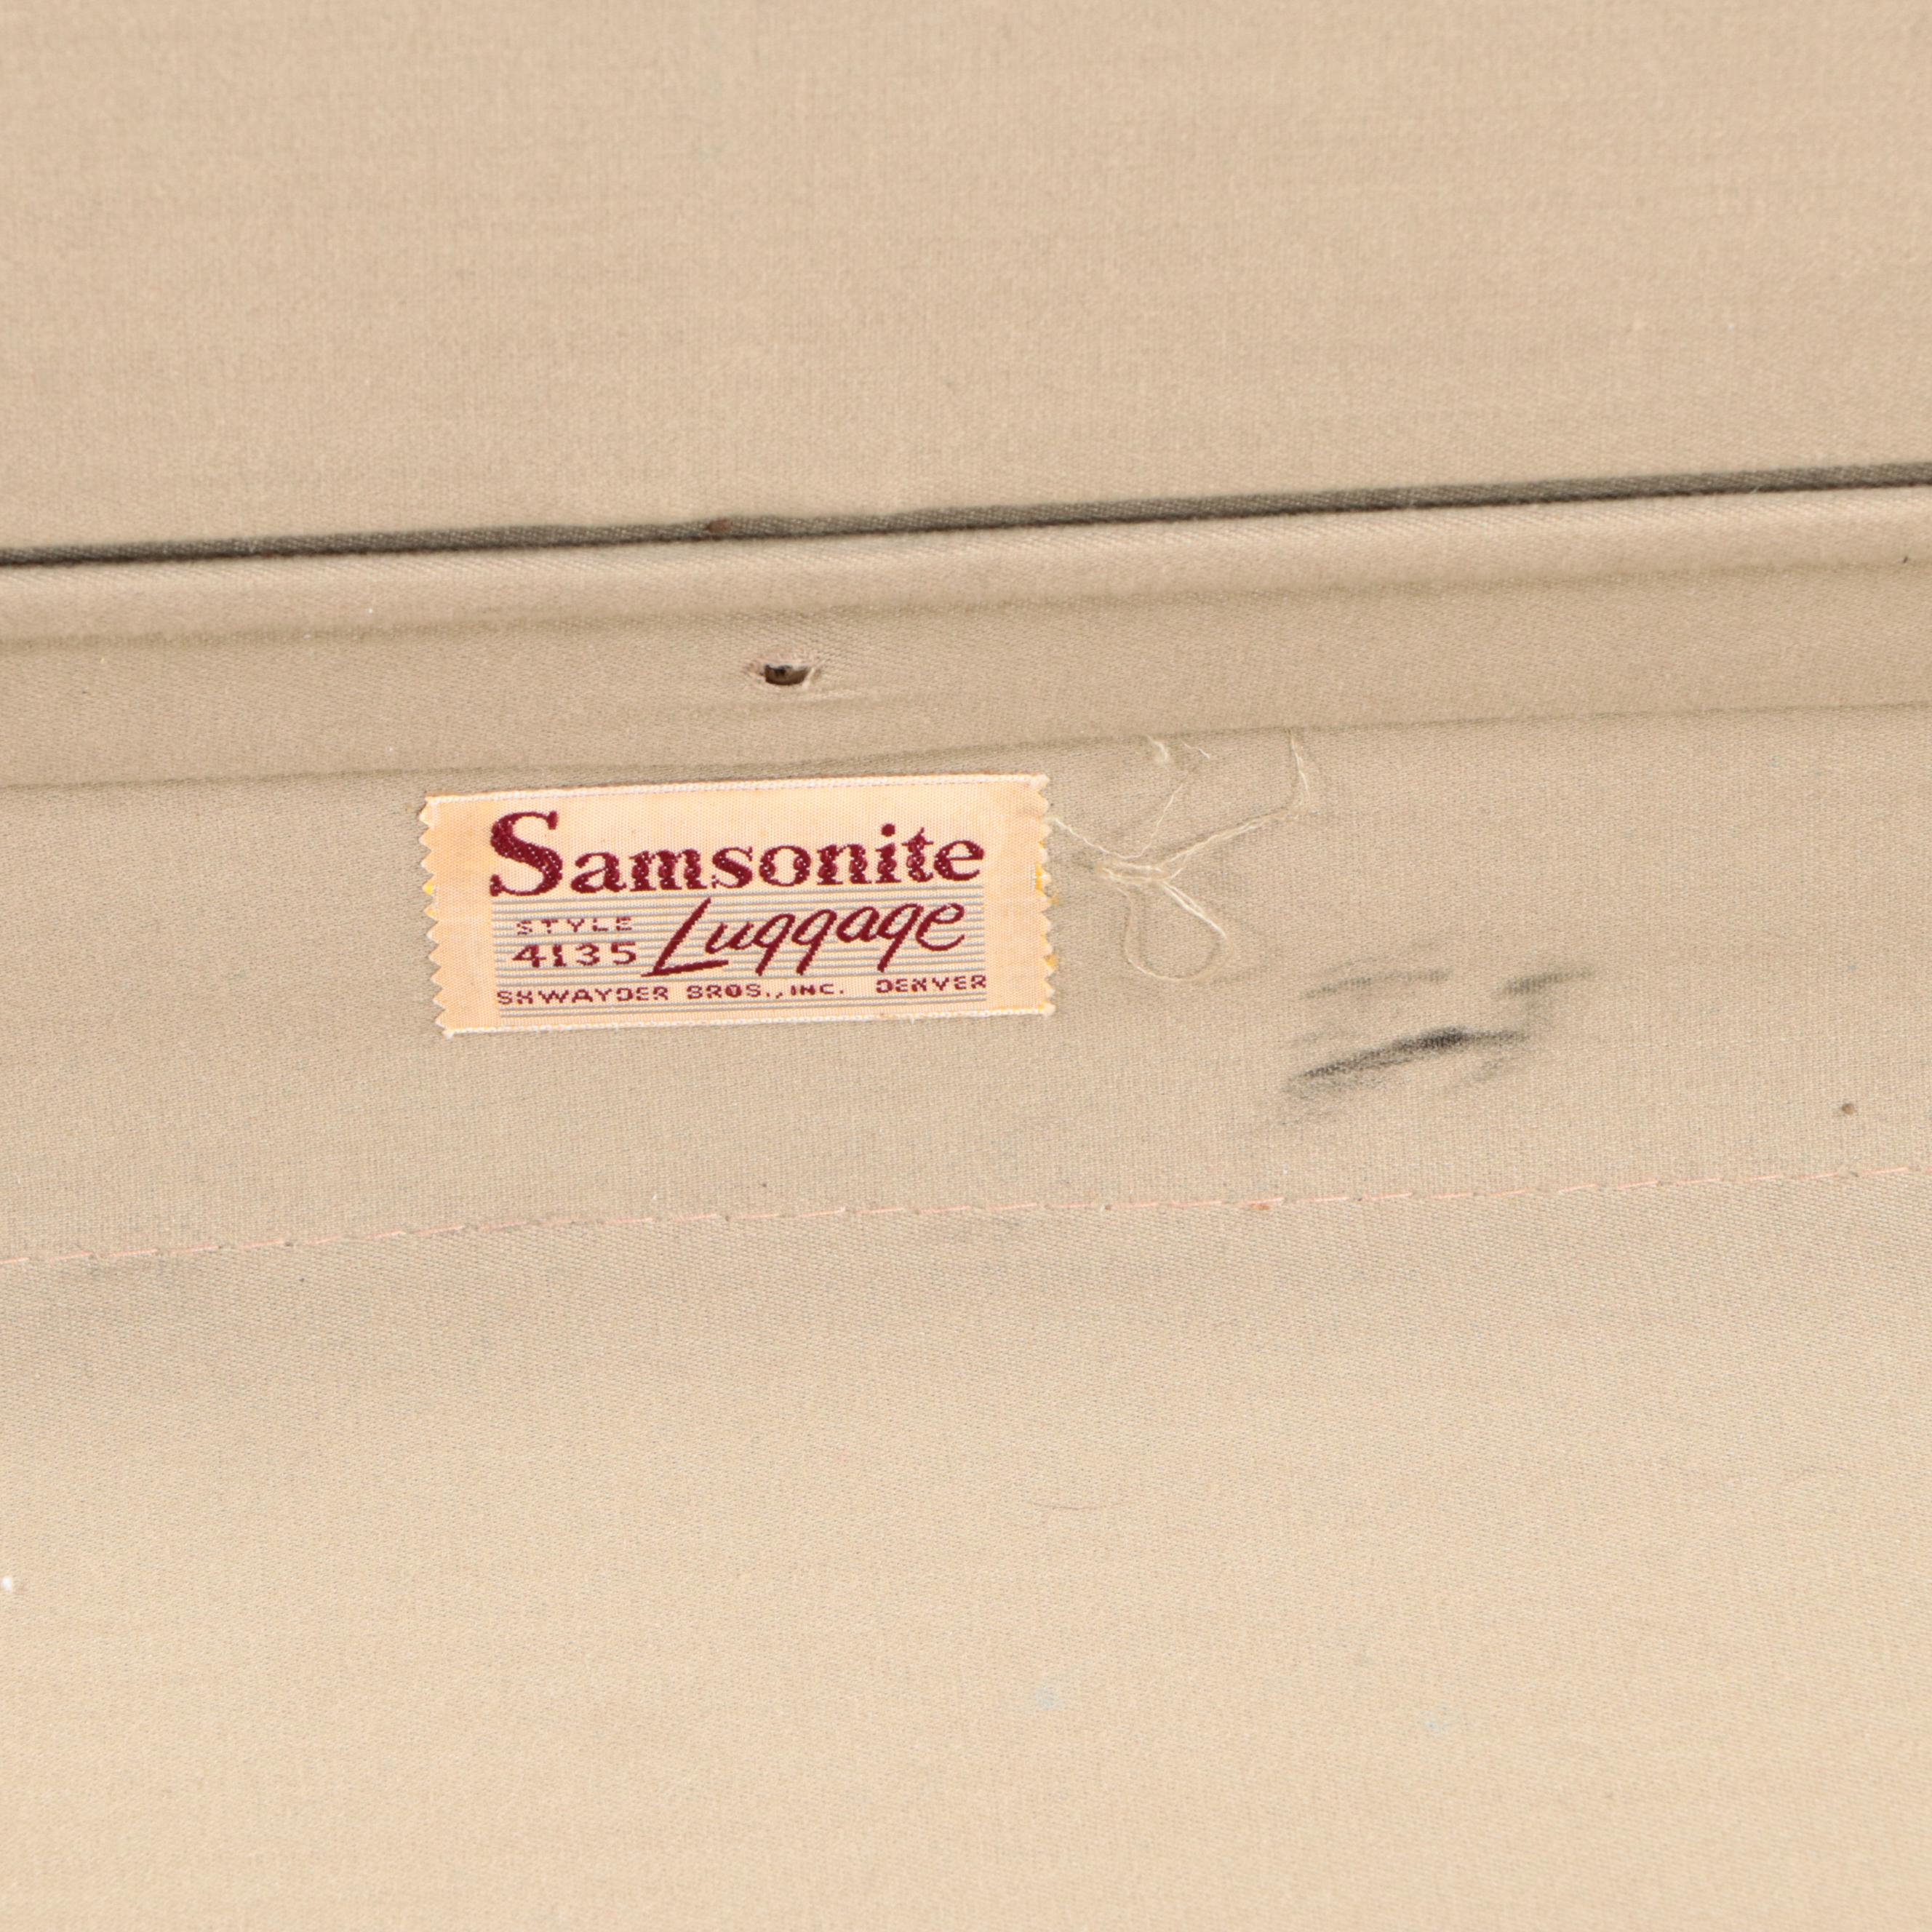 Samsonite
STYLE
4135 Luggage
SHWAYDER BROS., INC. DENVER